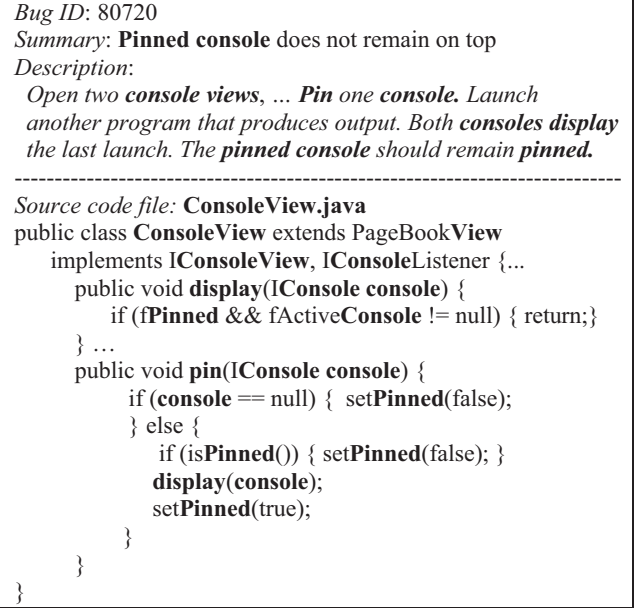 Bug ID: 80720
Summary: Pinned console does not remain on top
Description:
Open two console views, ... Pin one console. Launch
another program that produces output. Both consoles display
the last launch. The pinned console should remain pinned.
--------------------------------------------------------------------------------
Source code file: ConsoleView.java
public class ConsoleView extends PageBookView
implements IConsoleView, IConsoleListener {...
public void display(IConsole console) {
if (fPinned && fActiveConsole != null) { return;}
} …
public void pin(IConsole console) {
if (console == null) { setPinned(false);
} else {
if (isPinned()) { setPinned(false); }
display(console);
setPinned(true);
}
}
}